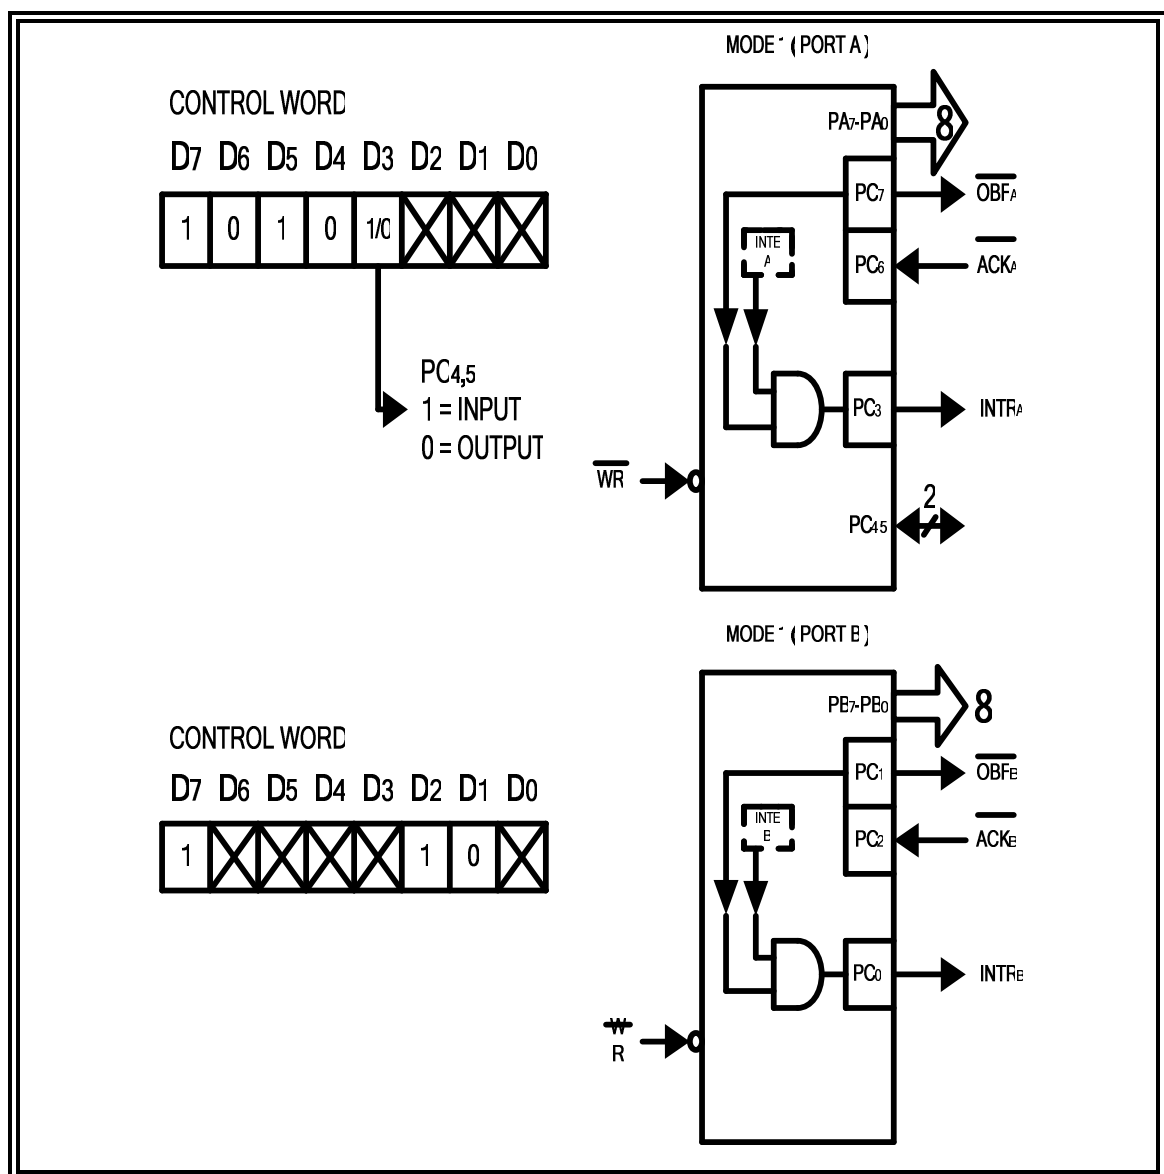 MODE 1 ( PORT A )
CONTROL WORD
D7 D6 D5 D4 D3 D2 D1 D0
1 0 1 0 1/0
PC4,5
1 = INPUT
0 = OUTPUT
PA7-PA0
8
PC7
OBFA
INTE
A
PC6
ACKA
PC3
INTRA
WR
PC45
2
MODE 1 ( PORT B )
CONTROL WORD
D7 D6 D5 D4 D3 D2 D1 D0
1 1 0
PB7-PB0
8
PC1
OBFB
INTE
B
PC2
ACKB
PC0
INTRB
W
R